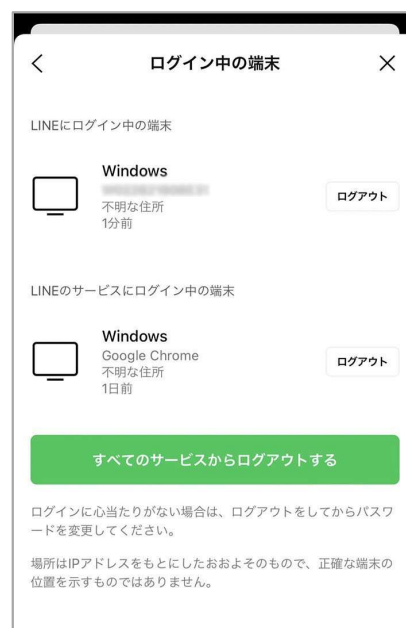 ログイン中の端末
LINEにログイン中の端末
Windows
不明な住所
1分前
ログアウト
LINEのサービスにログイン中の端末
Windows
Google Chrome
不明な住所
1日前
ログアウト
すべてのサービスからログアウトする
ログインに心当たりがない場合は、ログアウトをしてからパスワ
ードを変更してください。
場所はIPアドレスをもとにしたおおよそのもので、正確な端末の
位置を示すものではありません。